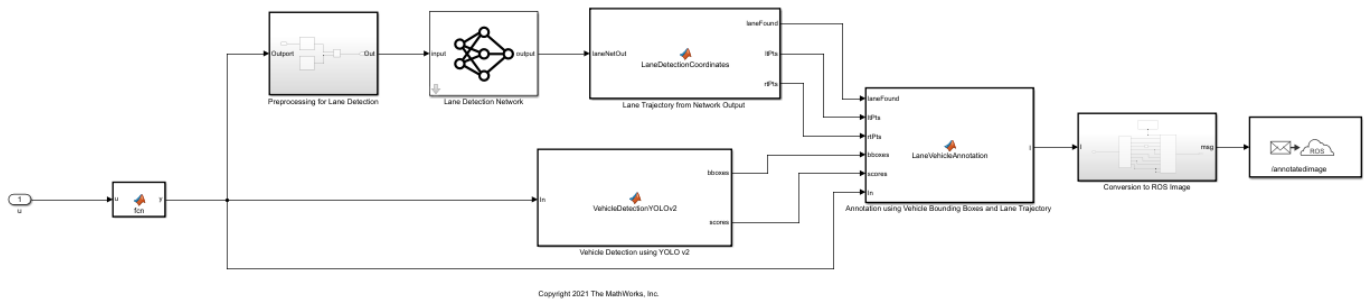 Outport
Out
Preprocessing for Lane Detection
input
output
Lane Detection Network
laneNetOut
LaneDetectionCoordinates
laneFound
ltPts
rtPts
Lane Trajectory from Network Output
1
u
u
fcn
y
In
VehicleDetectionYOLOv2
bboxes
scores
Vehicle Detection using YOLO v2
laneFound
ltPts
rtPts
bboxes
scores
In
LaneVehicleAnnotation
I
Annotation using Vehicle Bounding Boxes and Lane Trajectory
I
msg
Conversion to ROS Image
ROS
/annotatedimage
Copyright 2021 The MathWorks, Inc.